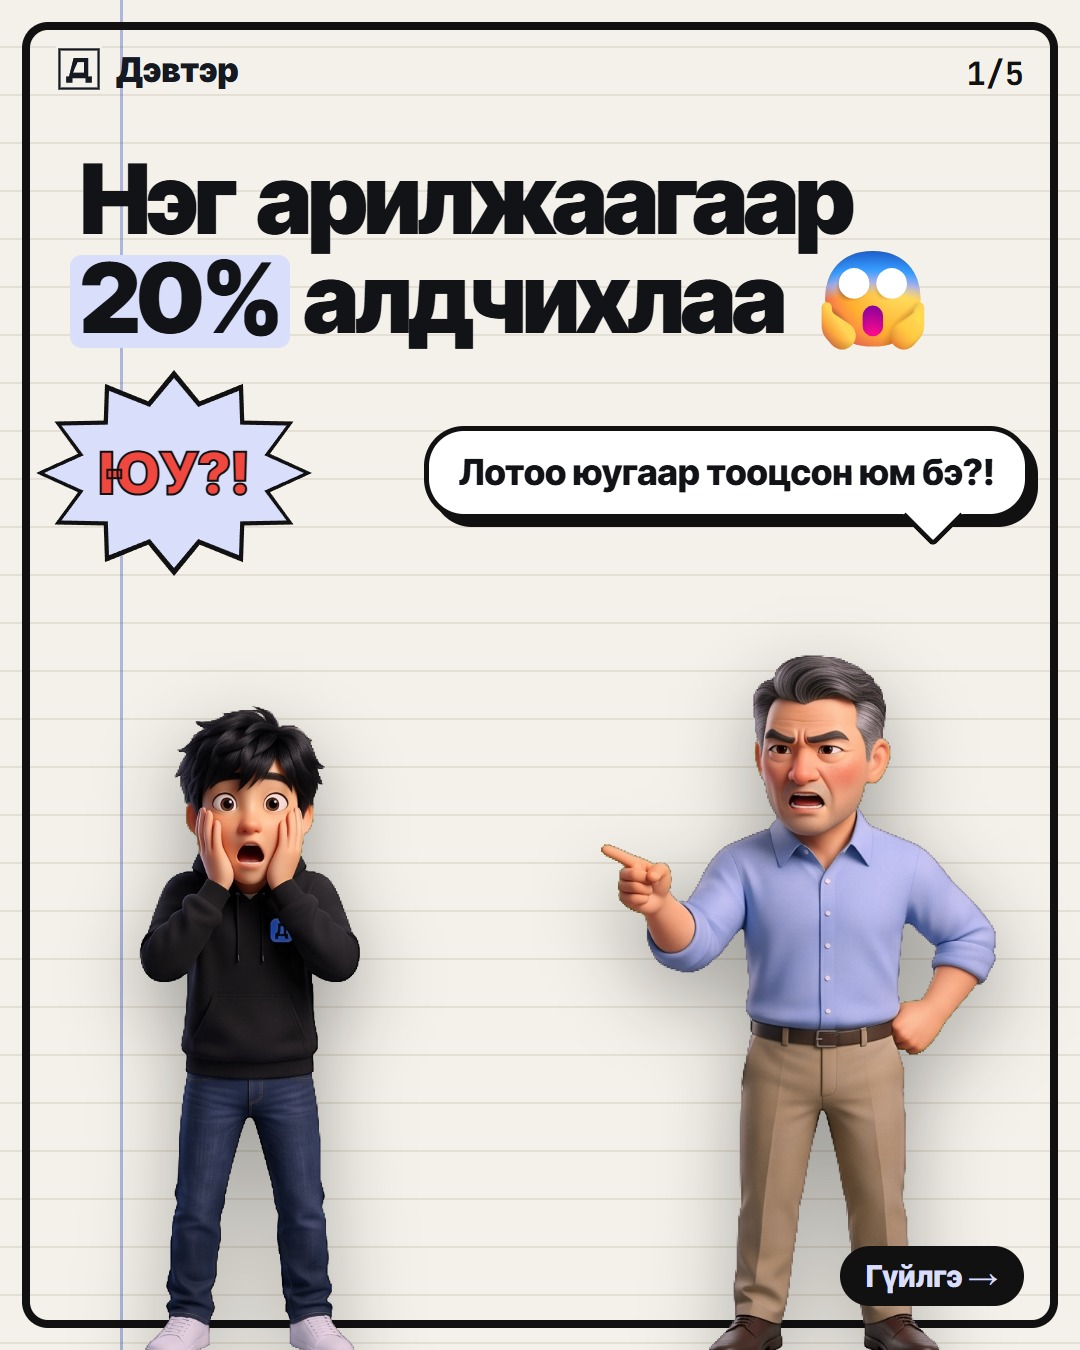 Д Дэвтэр
1/5
Нэг арилжаагаар
20% алдчихлаа 😱
ЮУ?!
Лотоо юугаар тооцсон юм бэ?!
Д
Гүйлгэ →